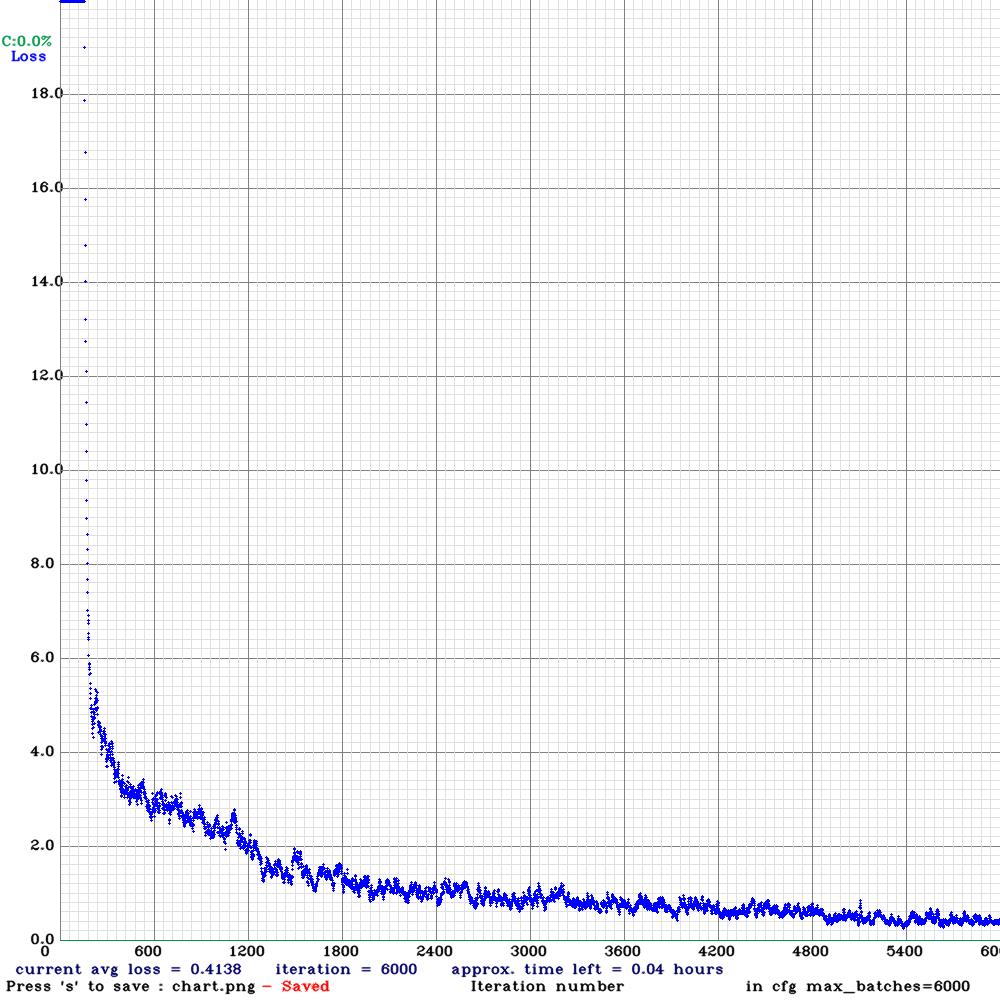 C:0.0%
Loss
18.0
16.0
14.0
12.0
10.0
8.0
6.0
4.0
2.0
0.0
0 600 1200 1800 2400 3000 3600 4200 4800 5400 60
current avg loss = 0.4138 iteration = 6000 approx. time left = 0.04 hours
Press 's' to save : chart.png - Saved Iteration number in cfg max_batches=6000